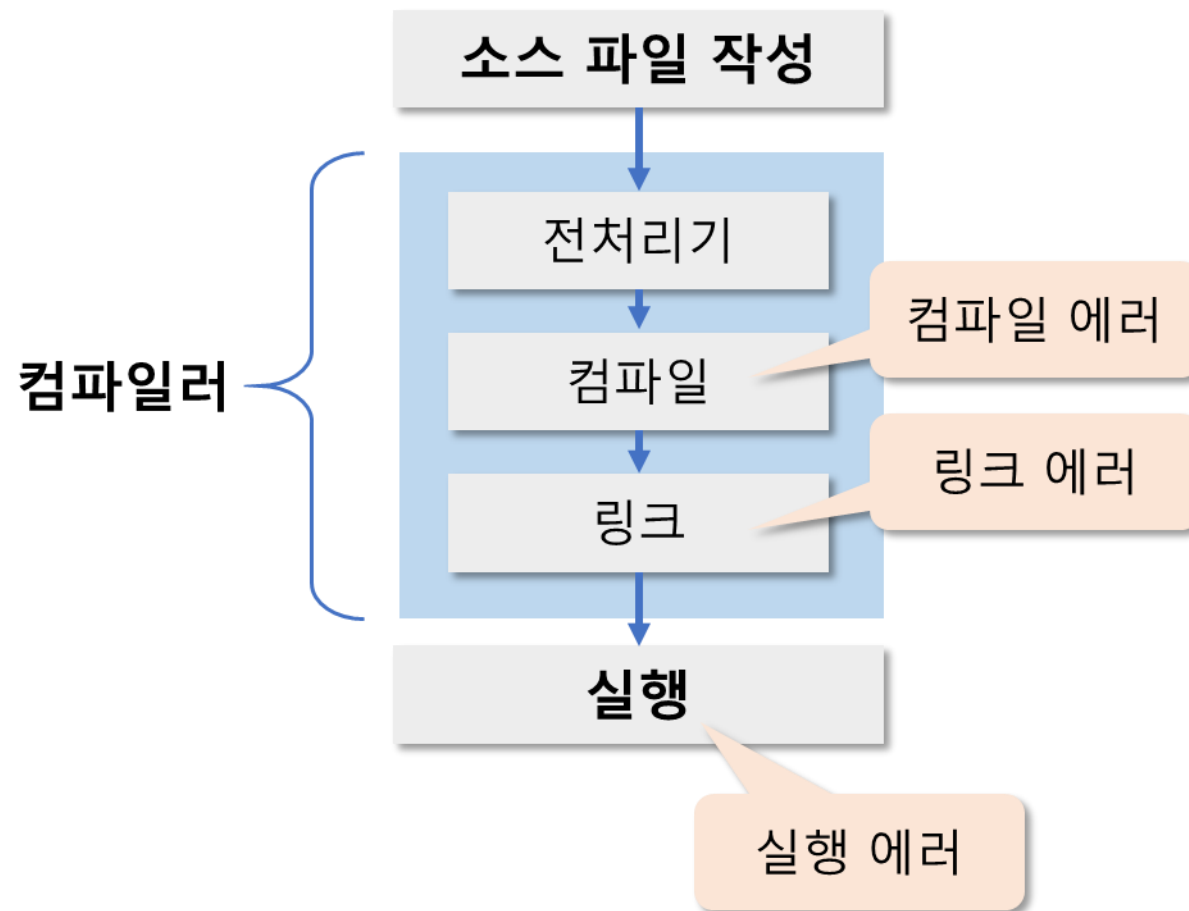 소스 파일 작성
전처리기
컴파일 에러
컴파일
컴파일러
링크 에러
링크
실행
실행 에러